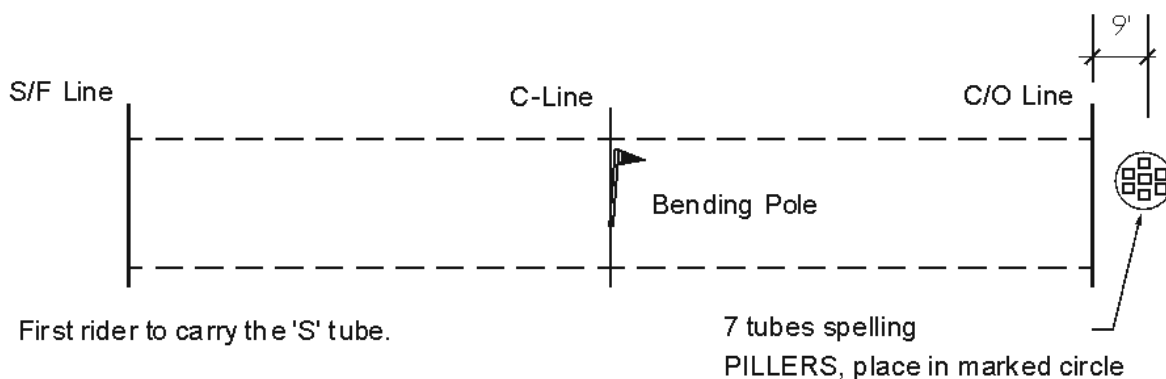 9'
S/F Line
C-Line
C/O Line
Bending Pole
First rider to carry the 'S' tube.
7 tubes spelling
PILLERS, place in marked circle